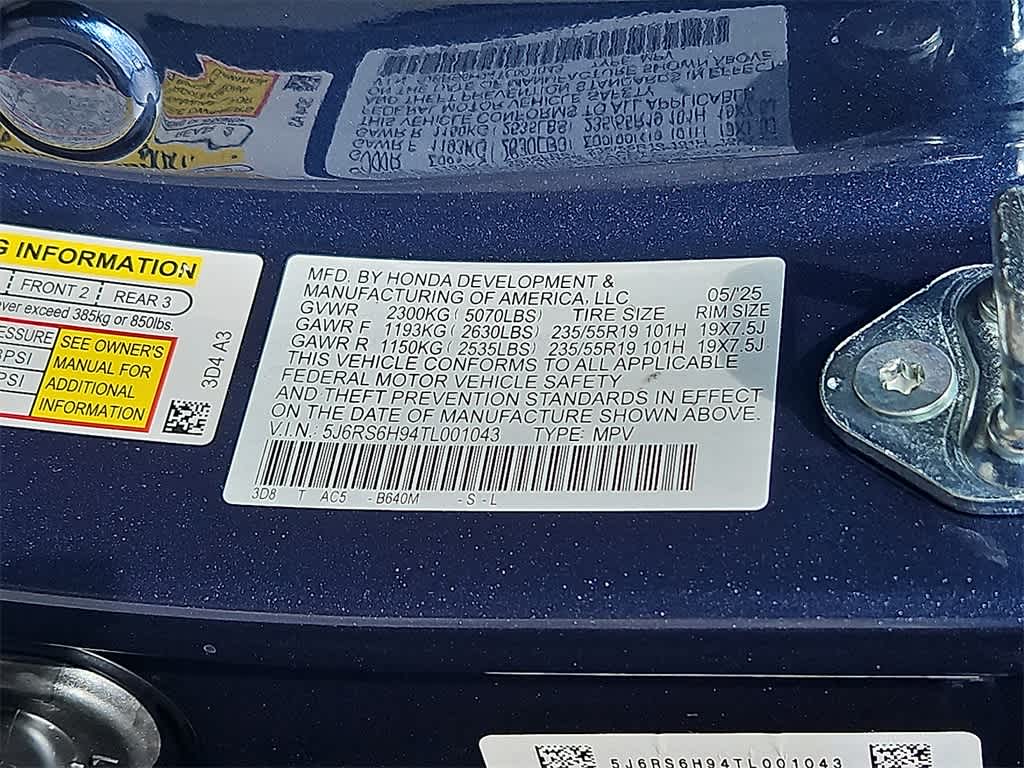 G INFORMATION
FRONT 2 REAR 3
ver exceed 385kg or 850lbs.
RESSURE
PSI
PSI
SEE OWNER'S
MANUAL FOR
ADDITIONAL
INFORMATION
3D4 A3
MFD. BY HONDA DEVELOPMENT &
MANUFACTURING OF AMERICA, LLC 05/'25
GVWR 2300KG ( 5070LBS) TIRE SIZE RIM SIZE
GAWR F 1193KG ( 2630LBS) 235/55R19 101H 19X7.5J
GAWR R 1150KG ( 2535LBS) 235/55R19 101H 19X7.5J
THIS VEHICLE CONFORMS TO ALL APPLICABLE
FEDERAL MOTOR VEHICLE SAFETY
AND THEFT PREVENTION STANDARDS IN EFFECT
ON THE DATE OF MANUFACTURE SHOWN ABOVE.
V.I.N.: 5J6RS6H94TL001043 TYPE: MPV
3D8 T AC5 -B640M -S-L
5J6RS6H94TL001043